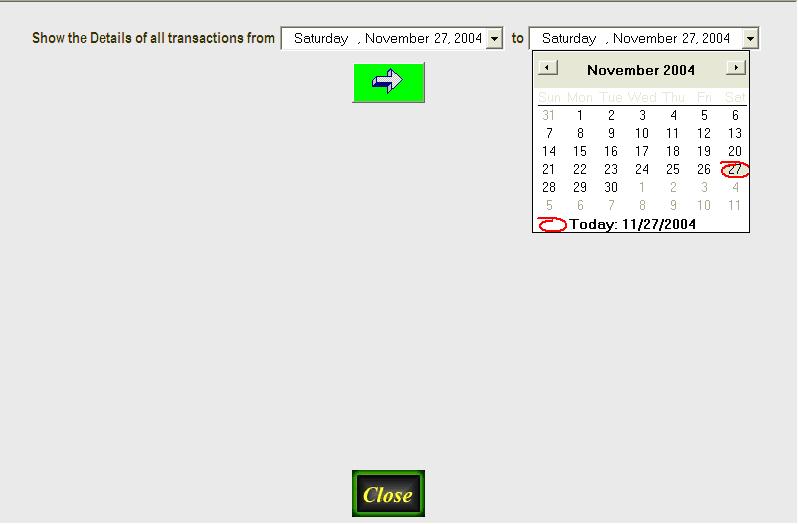 Show the Details of all transactions from Saturday , November 27, 2004 to Saturday , November 27, 2004
November 2004
Sun Mon Tue Wed Thu Fri Sat
31 1 2 3 4 5 6
7 8 9 10 11 12 13
14 15 16 17 18 19 20
21 22 23 24 25 26 27
28 29 30 1 2 3 4
5 6 7 8 9 10 11
Today: 11/27/2004
Close